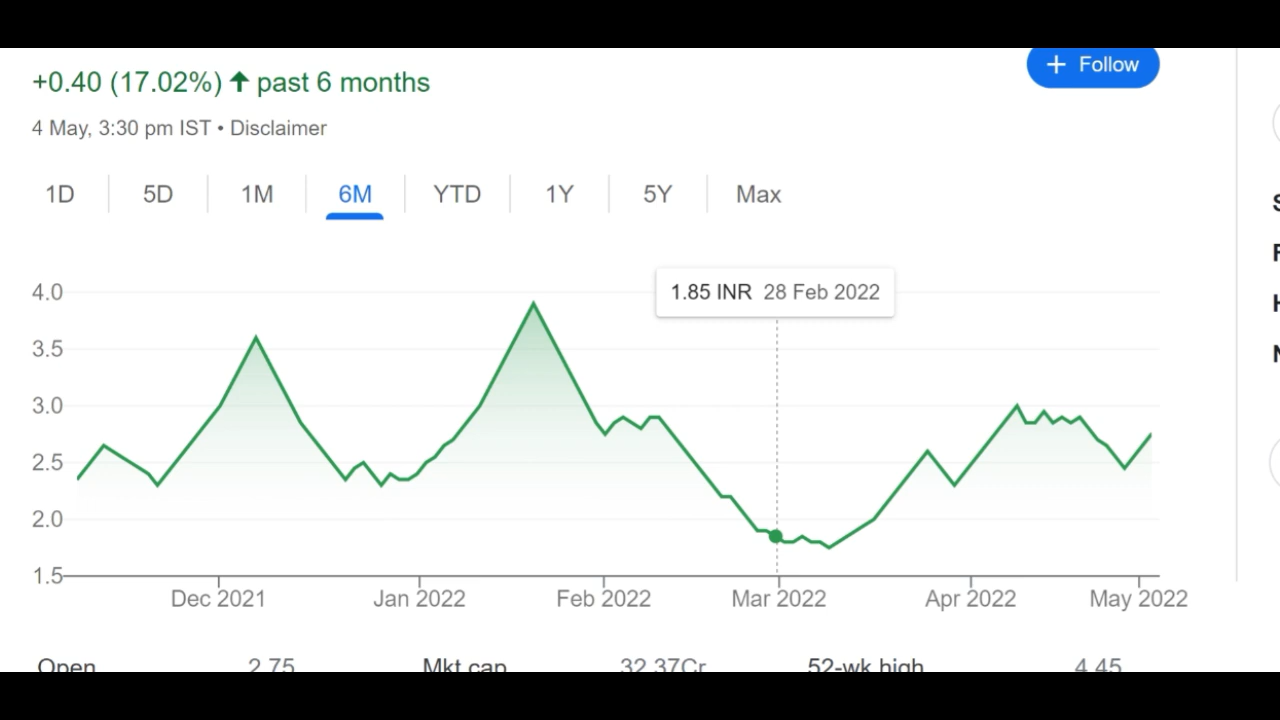 +0.40 (17.02%) ↑ past 6 months
+ Follow
4 May, 3:30 pm IST • Disclaimer
1D 5D 1M 6M YTD 1Y 5Y Max
1.85 INR 28 Feb 2022
4.0
3.5
3.0
2.5
2.0
1.5
Dec 2021 Jan 2022 Feb 2022 Mar 2022 Apr 2022 May 2022
Open 2.75 Mkt cap 32.37Cr 52-wk high 4.45